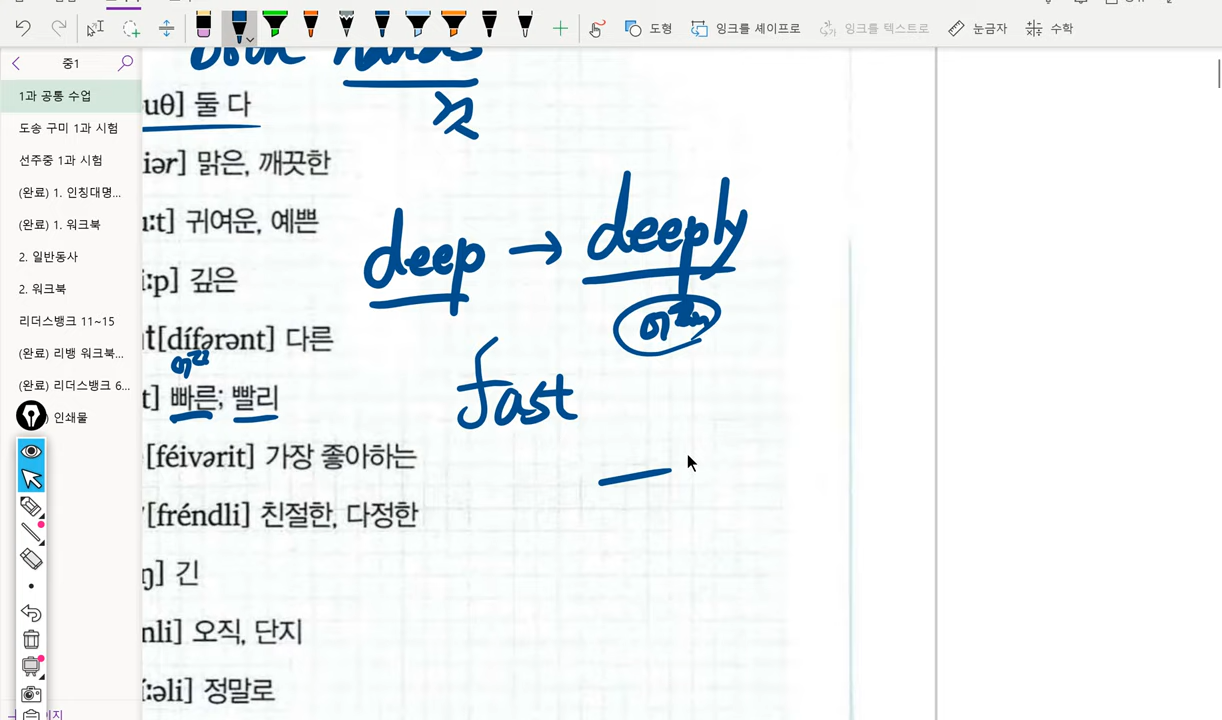 도형
잉크를 셰이프로
잉크를 텍스트로
눈금자
수학
중1
1과 공통 수업
도송 구미 1과 시험
선주중 1과 시험
(완료) 1. 인칭대명...
(완료) 1. 워크북
2. 일반동사
2. 워크북
리더스뱅크 11~15
(완료) 리뱅 워크북...
(완료) 리더스뱅크 6...
인쇄물
both hands
uθ] 둘 다
iər] 맑은, 깨끗한
ː:t] 귀여운, 예쁜
deep → deeply
i:p] 깊은
ıt[dífərənt] 다른
fast
t] 빠른; 빨리
[féivərit] 가장 좋아하는
[fréndli] 친절한, 다정한
ŋ] 긴
nli] 오직, 단지
í:əli] 정말로